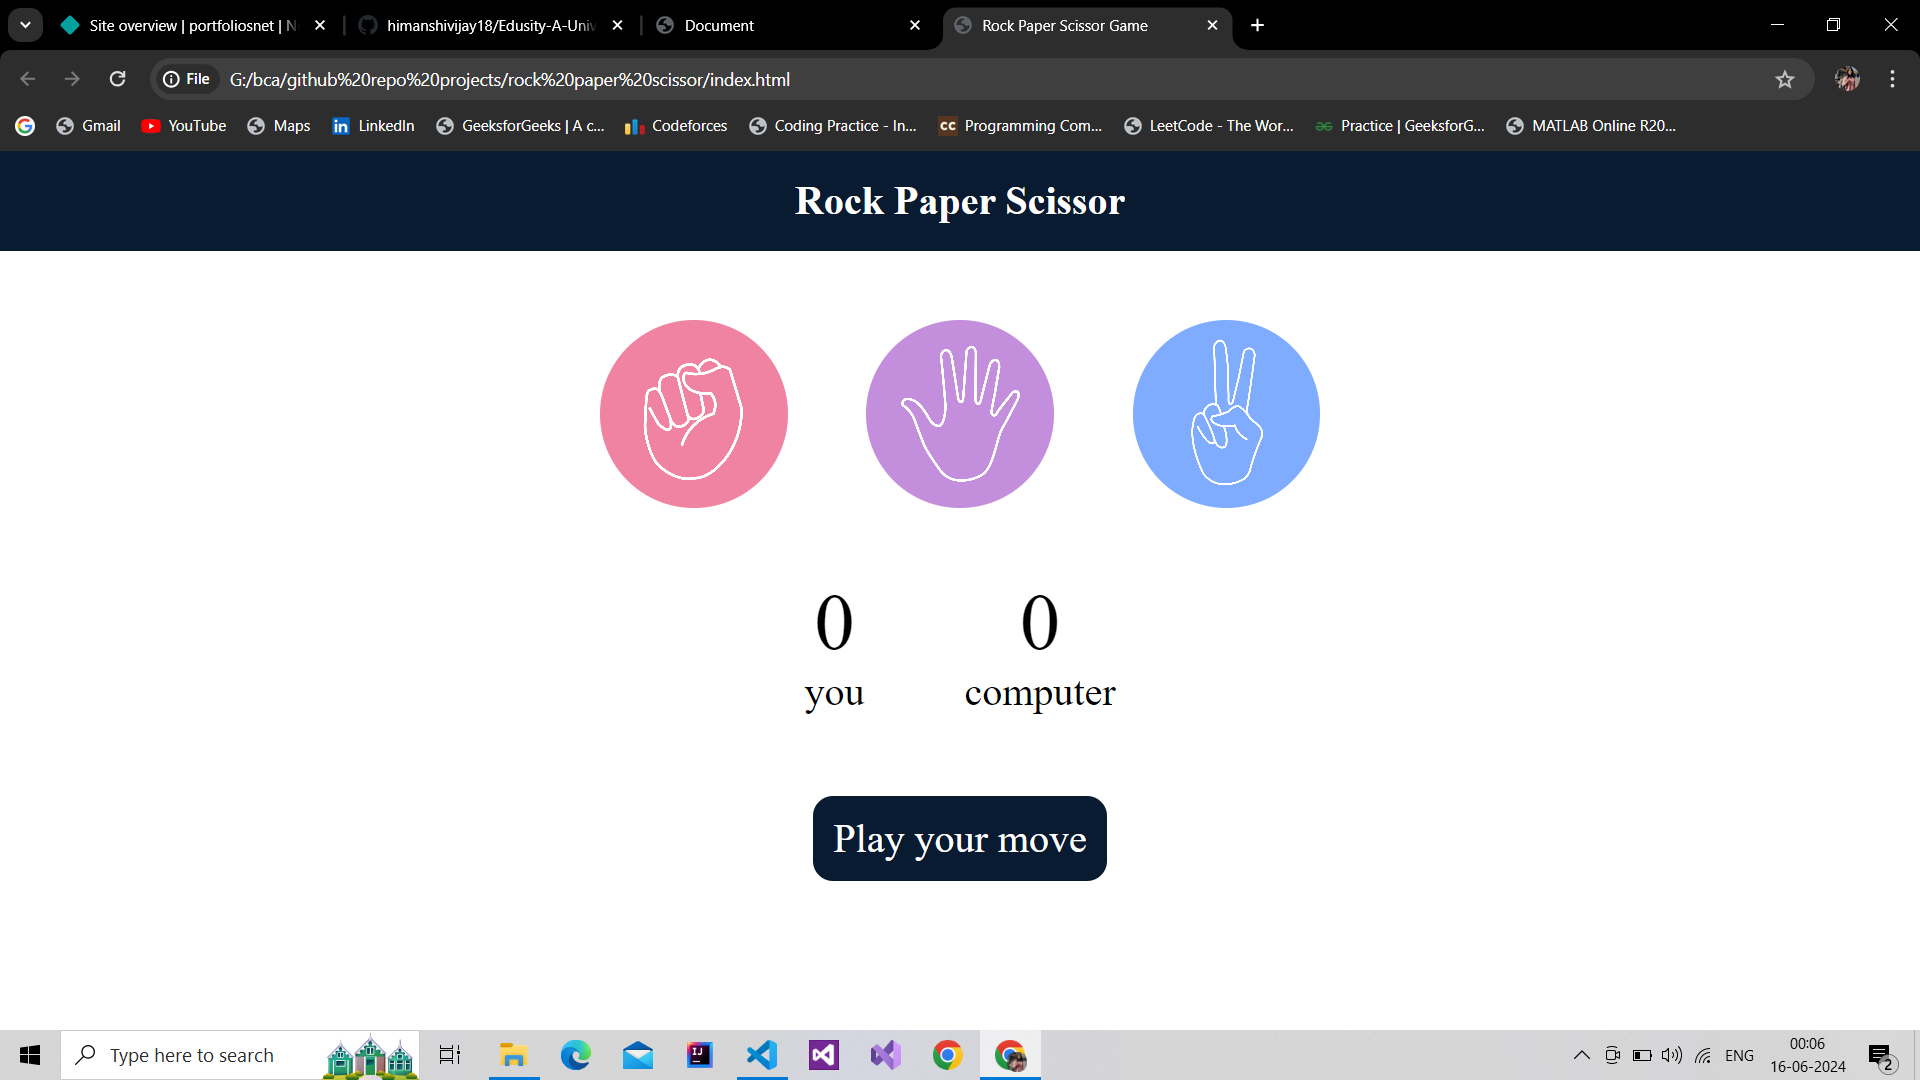 Site overview | portfoliosnet | N
himanshivijay18/Edusity-A-Univ
Document
Rock Paper Scissor Game
File
G:/bca/github%20repo%20projects/rock%20paper%20scissor/index.html
Gmail
YouTube
Maps
LinkedIn
GeeksforGeeks | A c...
Codeforces
Coding Practice - In...
Programming Com...
LeetCode - The Wor...
Practice | GeeksforG...
MATLAB Online R20...
Rock Paper Scissor
0
0
you
computer
Play your move
Type here to search
ENG
00:06
16-06-2024
2